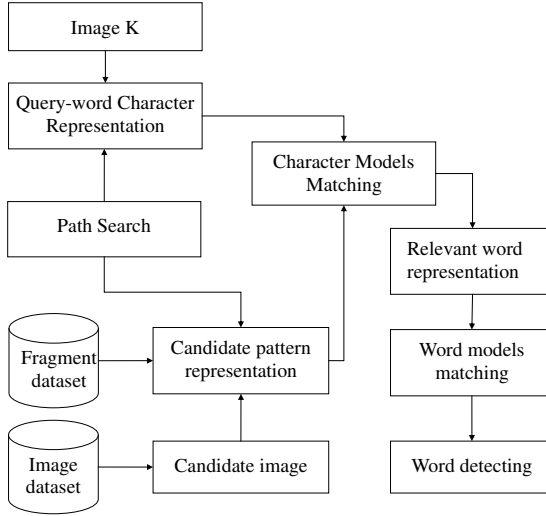 Image K
Query-word Character
Representation
Character Models
Matching
Path Search
Relevant word
representation
Fragment
dataset
Candidate pattern
representation
Word models
matching
Image
dataset
Candidate image
Word detecting